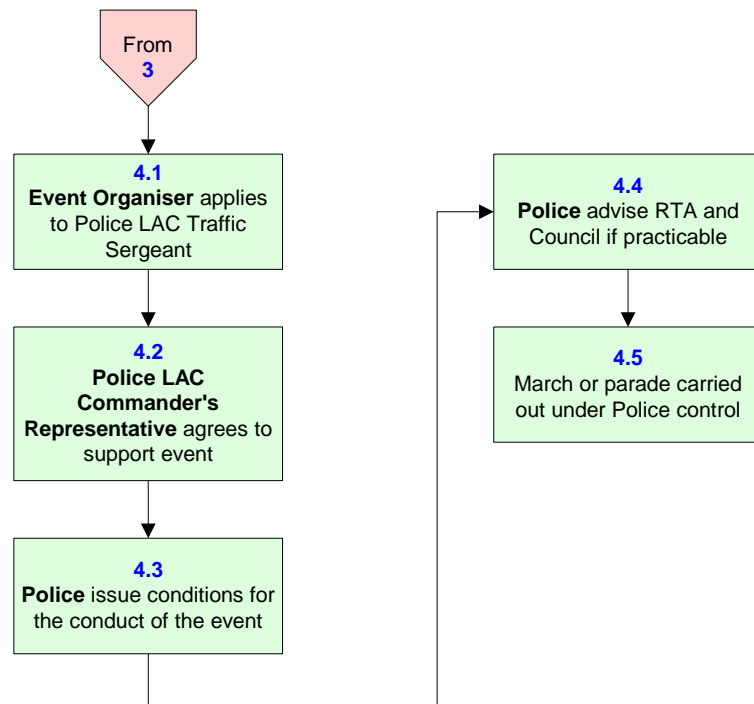 From
3
4.1
Event Organiser applies
to Police LAC Traffic
Sergeant
4.2
Police LAC
Commander's
Representative agrees to
support event
4.3
Police issue conditions for
the conduct of the event
4.4
Police advise RTA and
Council if practicable
4.5
March or parade carried
out under Police control